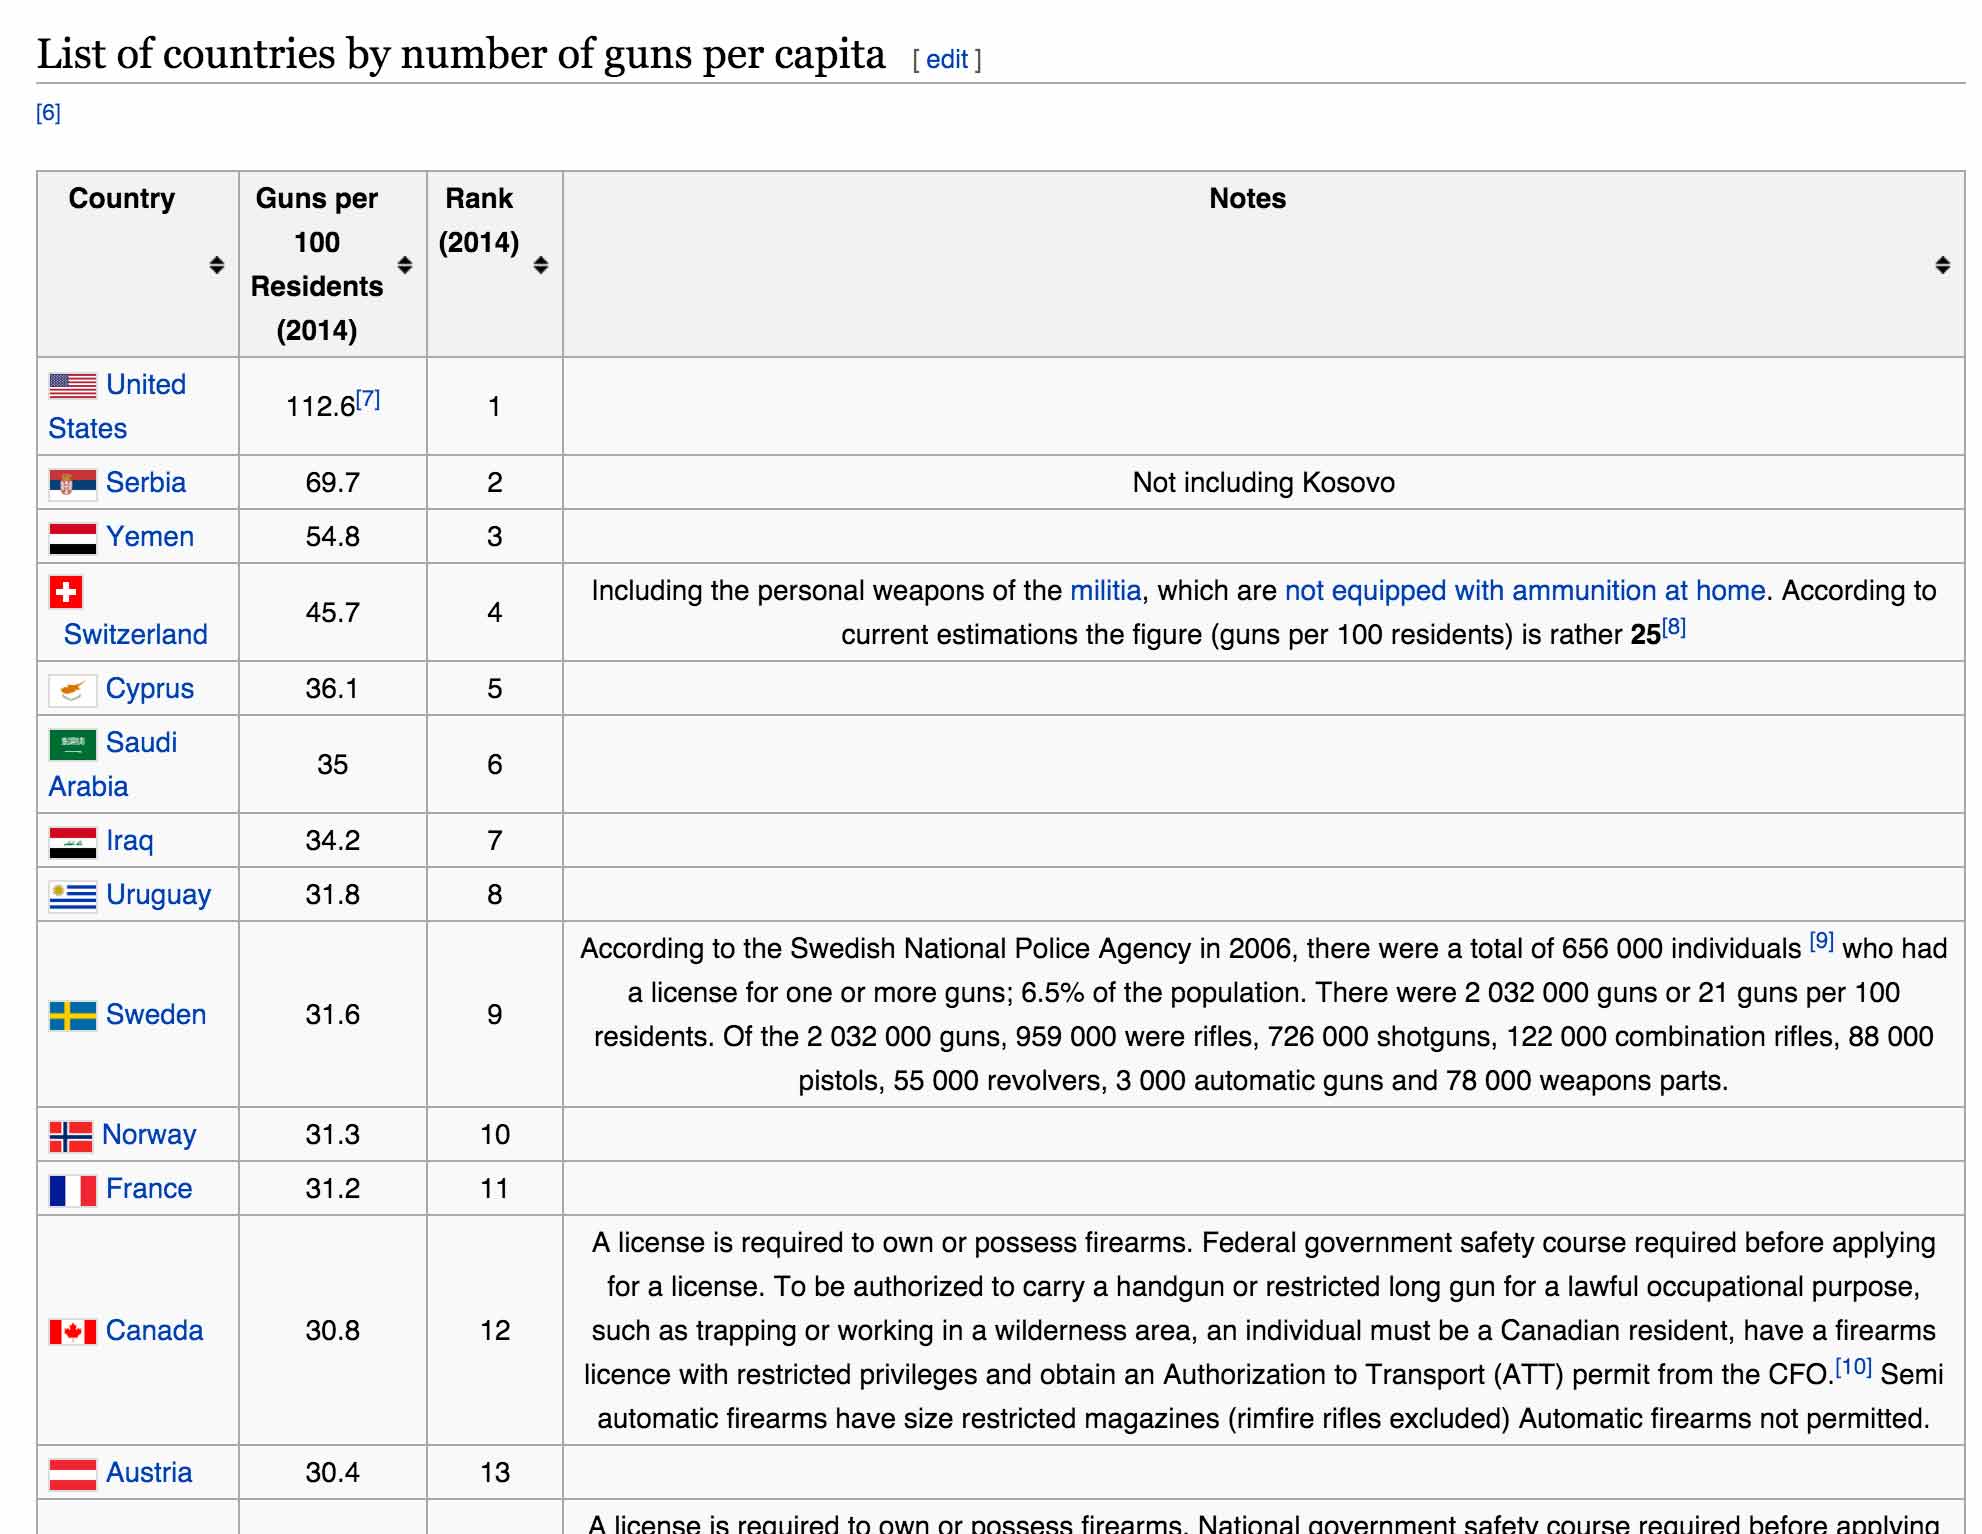 List of countries by number of guns per capita [ edit ]
[6]
Country
Guns per
100
Residents
(2014)
Rank
(2014)
Notes
United
States
112.6[7]
1
Serbia
69.7
2
Not including Kosovo
Yemen
54.8
3
Switzerland
45.7
4
Including the personal weapons of the militia, which are not equipped with ammunition at home. According to
current estimations the figure (guns per 100 residents) is rather 25[8]
Cyprus
36.1
5
Saudi
Arabia
35
6
Iraq
34.2
7
Uruguay
31.8
8
Sweden
31.6
9
According to the Swedish National Police Agency in 2006, there were a total of 656 000 individuals [9] who had
a license for one or more guns; 6.5% of the population. There were 2 032 000 guns or 21 guns per 100
residents. Of the 2 032 000 guns, 959 000 were rifles, 726 000 shotguns, 122 000 combination rifles, 88 000
pistols, 55 000 revolvers, 3 000 automatic guns and 78 000 weapons parts.
Norway
31.3
10
France
31.2
11
Canada
30.8
12
A license is required to own or possess firearms. Federal government safety course required before applying
for a license. To be authorized to carry a handgun or restricted long gun for a lawful occupational purpose,
such as trapping or working in a wilderness area, an individual must be a Canadian resident, have a firearms
licence with restricted privileges and obtain an Authorization to Transport (ATT) permit from the CFO.[10] Semi
automatic firearms have size restricted magazines (rimfire rifles excluded) Automatic firearms not permitted.
Austria
30.4
13
A license is required to own or possess firearms. National government safety course required before applying